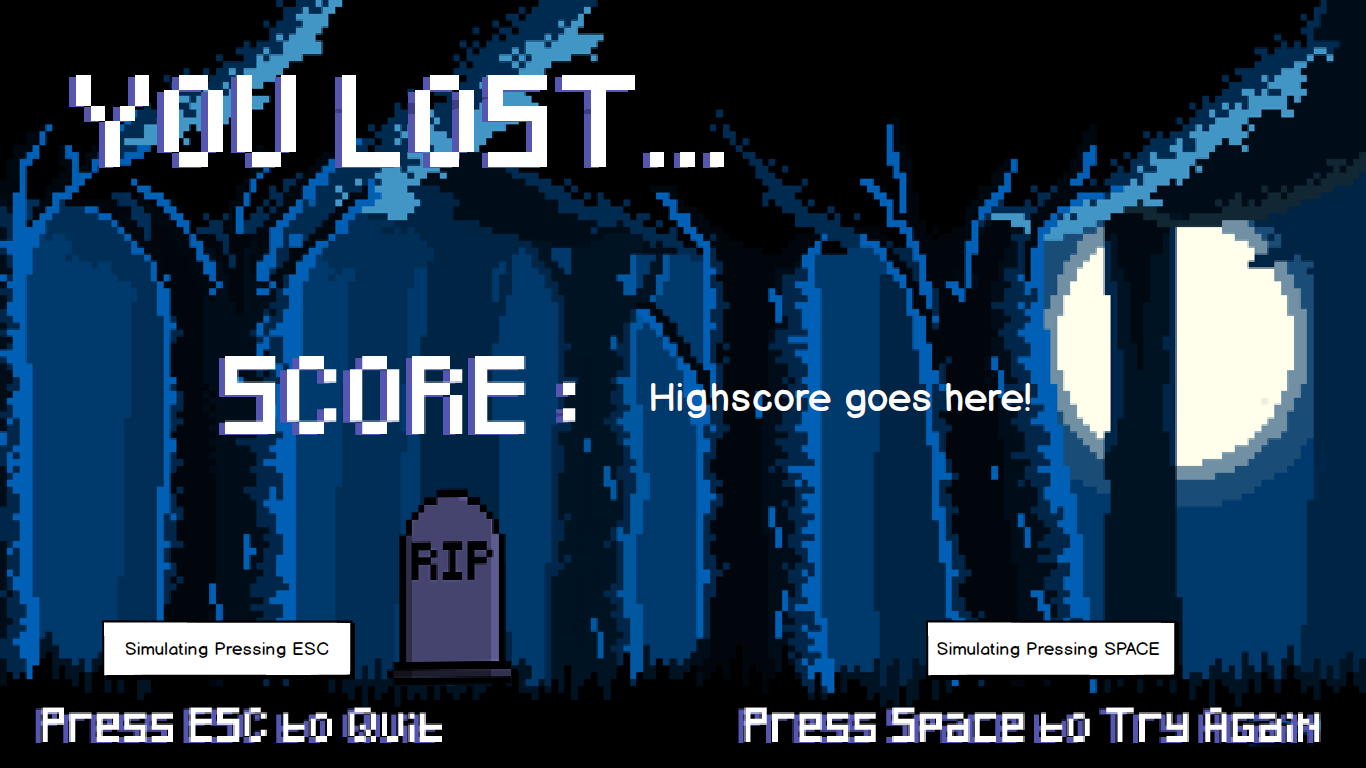 YOU LOST...
SCORE : Highscore goes here!
RIP
Simulating Pressing ESC
Simulating Pressing SPACE
Press ESC to Quit
Press Space to Try Again